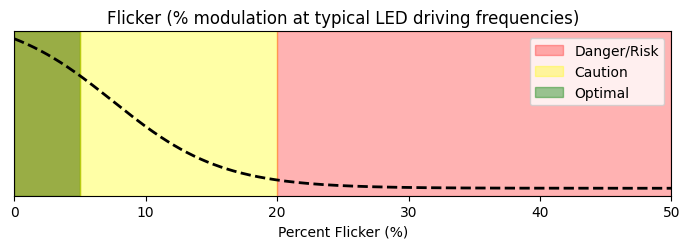 Flicker (% modulation at typical LED driving frequencies)
Danger/Risk
Caution
Optimal
0 10 20 30 40 50
Percent Flicker (%)